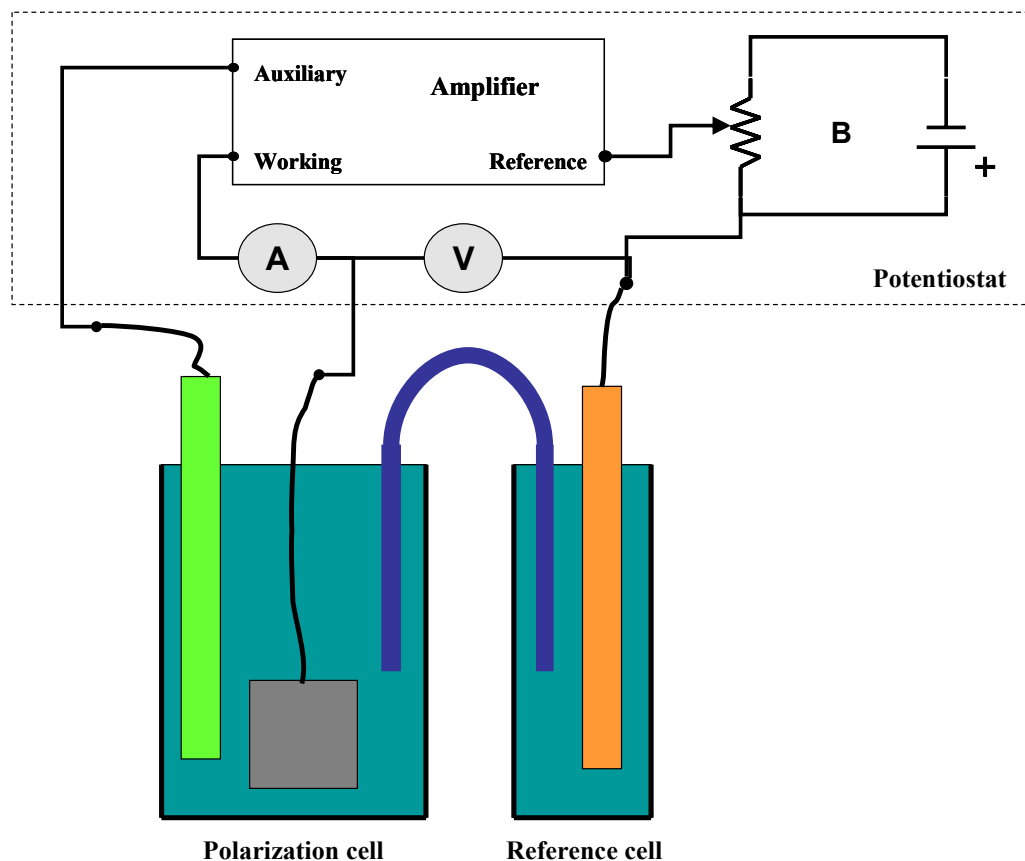 Auxiliary
Amplifier
Working
Reference
B
+
A
V
Potentiostat
Polarization cell
Reference cell